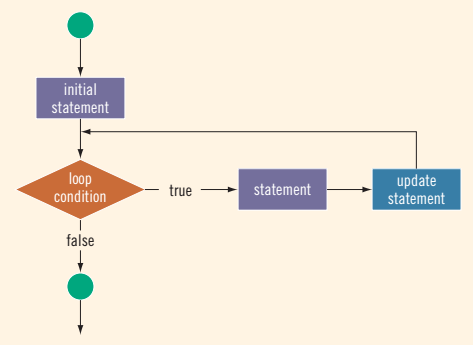 initial
statement
loop
condition
true
statement
update
statement
false